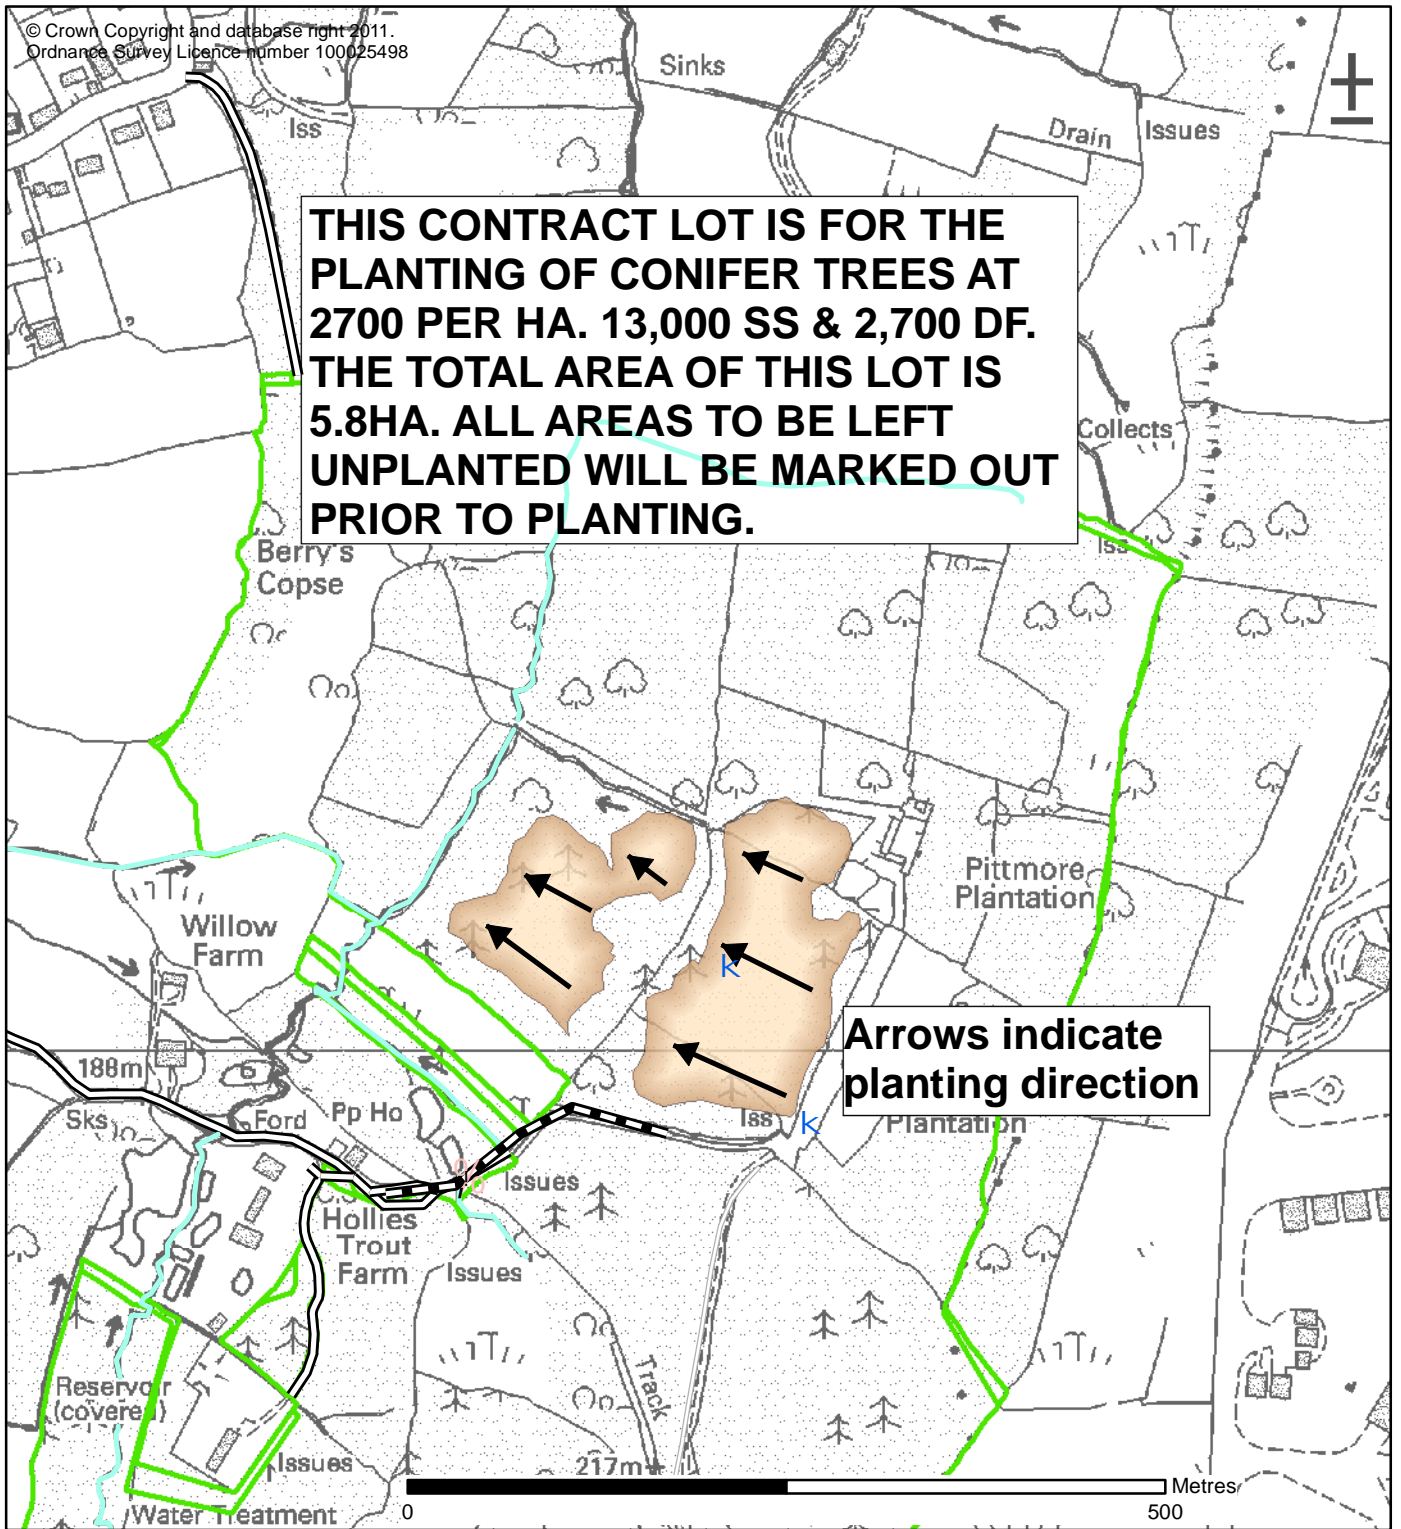 © Crown Copyright and database right 2011.
Ordnance Survey Licence number 100025498
Sinks
Iss
Drain
Issues
THIS CONTRACT LOT IS FOR THE
PLANTING OF CONIFER TREES AT
2700 PER HA. 13,000 SS & 2,700 DF.
THE TOTAL AREA OF THIS LOT IS
5.8HA. ALL AREAS TO BE LEFT
UNPLANTED WILL BE MARKED OUT
PRIOR TO PLANTING.
Collects
Iss
Berry's
Copse
Pittmore
Plantation
Willow
Farm
k
Arrows indicate
planting direction
188m
G
Sks
Ford
Pp Ho
Iss
k
Plantation
Issues
Hollies
Trout
Farm
Issues
Track
Reservoir
(covered)
Issues
217m
Metres
0
500
Water Treatment